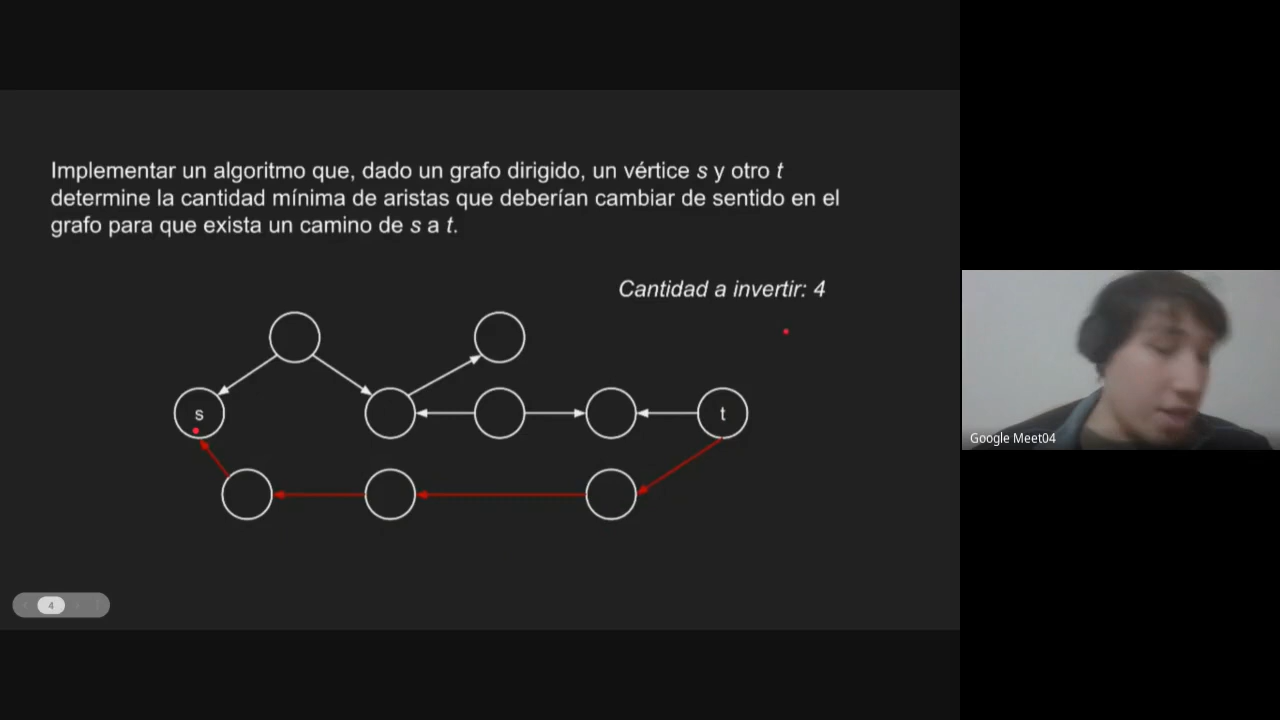 Implementar un algoritmo que, dado un grafo dirigido, un vértice s y otro t
determine la cantidad mínima de aristas que deberían cambiar de sentido en el
grafo para que exista un camino de s a t.
Cantidad a invertir: 4
s
t
Google Meet04
4